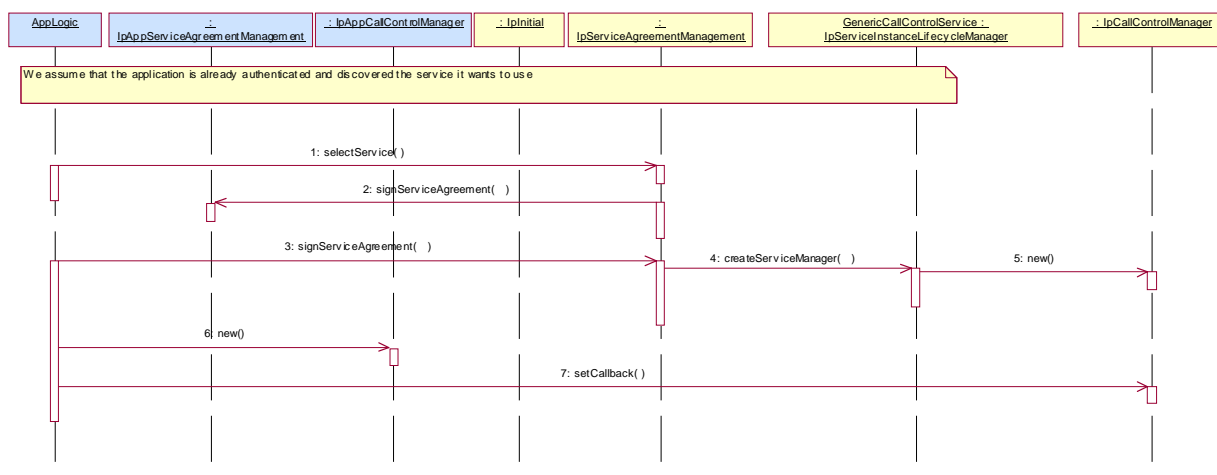 AppLogic
:
IpAppServiceAgreementManagement
: IpAppCallControlManager
: IpInitial
:
IpServiceAgreementManagement
GenericCallControlService :
IpServiceInstanceLifecycleManager
: IpCallControlManager
We assume that the application is already authenticated and discovered the service it wants to use
1: selectService( )
2: signServiceAgreement( )
3: signServiceAgreement( )
4: createServiceManager( )
5: new()
6: new()
7: setCallback( )